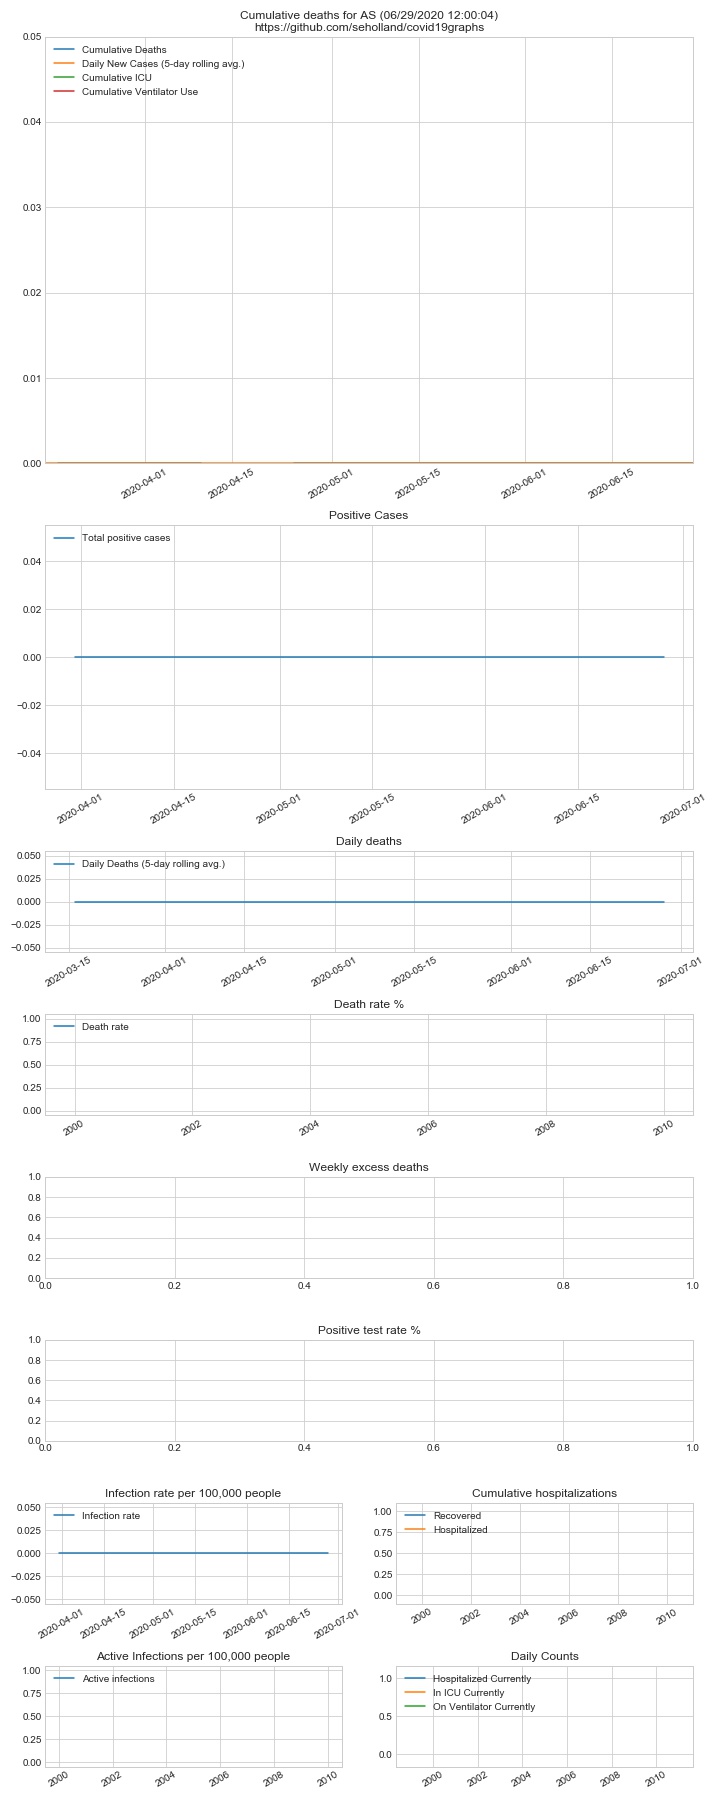 Cumulative deaths for AS (06/29/2020 12:00:04)
https://github.com/seholland/covid19graphs
Cumulative Deaths
Daily New Cases (5-day rolling avg.)
Cumulative ICU
Cumulative Ventilator Use
0.05
0.04
0.03
0.02
0.01
0.00
2020-04-01 2020-04-15 2020-05-01 2020-05-15 2020-06-01 2020-06-15
Positive Cases
Total positive cases
0.04
0.02
0.00
−0.02
−0.04
2020-04-01 2020-04-15 2020-05-01 2020-05-15 2020-06-01 2020-06-15 2020-07-01
Daily deaths
Daily Deaths (5-day rolling avg.)
0.050
0.025
0.000
−0.025
−0.050
2020-03-15 2020-04-01 2020-04-15 2020-05-01 2020-05-15 2020-06-01 2020-06-15 2020-07-01
Death rate %
Death rate
1.00
0.75
0.50
0.25
0.00
2000 2002 2004 2006 2008 2010
Weekly excess deaths
1.0
0.8
0.6
0.4
0.2
0.0
0.0 0.2 0.4 0.6 0.8 1.0
Positive test rate %
1.0
0.8
0.6
0.4
0.2
0.0
0.0 0.2 0.4 0.6 0.8 1.0
Infection rate per 100,000 people
Infection rate
0.050
0.025
0.000
−0.025
−0.050
2020-04-01 2020-04-15 2020-05-01 2020-05-15 2020-06-01 2020-06-15 2020-07-01
Cumulative hospitalizations
Recovered
Hospitalized
1.00
0.75
0.50
0.25
0.00
2000 2002 2004 2006 2008 2010
Active Infections per 100,000 people
Active infections
1.00
0.75
0.50
0.25
0.00
2000 2002 2004 2006 2008 2010
Daily Counts
Hospitalized Currently
In ICU Currently
On Ventilator Currently
1.0
0.5
0.0
2000 2002 2004 2006 2008 2010